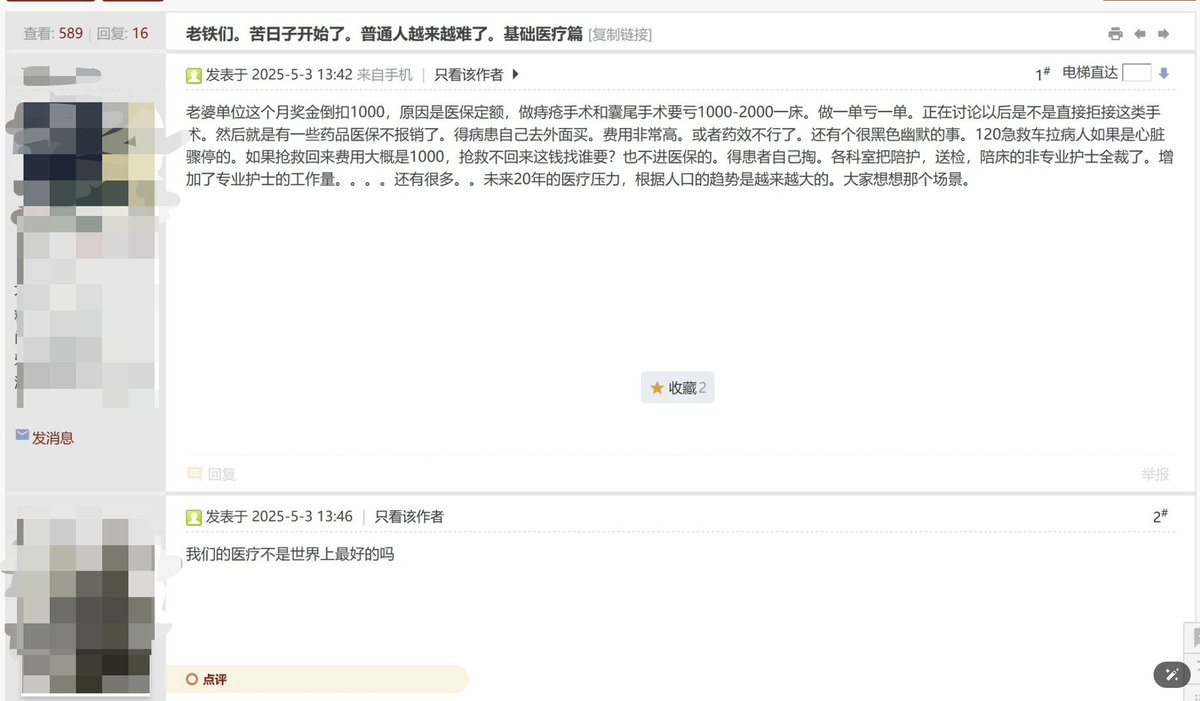 查看: 589 | 回复: 16
老铁们。苦日子开始了。普通人越来越难了。基础医疗篇 [复制链接]
发表于 2025-5-3 13:42 来自手机 | 只看该作者
1# 电梯直达
老婆单位这个月奖金倒扣1000，原因是医保定额，做痔疮手术和囊尾手术要亏1000-2000一床。做一单亏一单。正在讨论以后是不是直接拒接这类手
术。然后就是有一些药品医保不报销了。得病患自己去外面买。费用非常高。或者药效不行了。还有个很黑色幽默的事。120急救车拉病人如果是心脏
骤停的。如果抢救回来费用大概是1000，抢救不回来这钱找谁要？也不进医保的。得患者自己掏。各科室把陪护，送检，陪床的非专业护士全裁了。增
加了专业护士的工作量。。。。还有很多。。未来20年的医疗压力，根据人口的趋势是越来越大的。大家想想那个场景。
收藏2
发消息
回复
举报
发表于 2025-5-3 13:46 | 只看该作者
2#
我们的医疗不是世界上最好的吗
点评